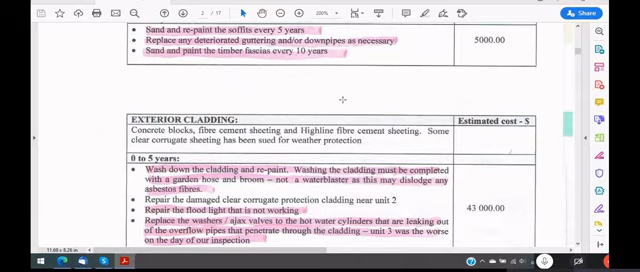 2 / 17
200%
• Sand and re-paint the soffits every 5 years
• Replace any deteriorated guttering and/or downpipes as necessary
• Sand and paint the timber fascias every 10 years
5000.00
EXTERIOR CLADDING:
Estimated cost - $
Concrete blocks, fibre cement sheeting and Highline fibre cement sheeting. Some
clear corrugate sheeting has been sued for weather protection
0 to 5 years:
• Wash down the cladding and re-paint. Washing the cladding must be completed
with a garden hose and broom – not a waterblaster as this may dislodge any
asbestos fibres.
• Repair the damaged clear corrugate protection cladding near unit 2
• Repair the flood light that is not working
• Replace the washers / ajax valves to the hot water cylinders that are leaking out
of the overflow pipes that penetrate through the cladding – unit 3 was the worse
on the day of our inspection
43 000.00
11.69 x 8.26 in